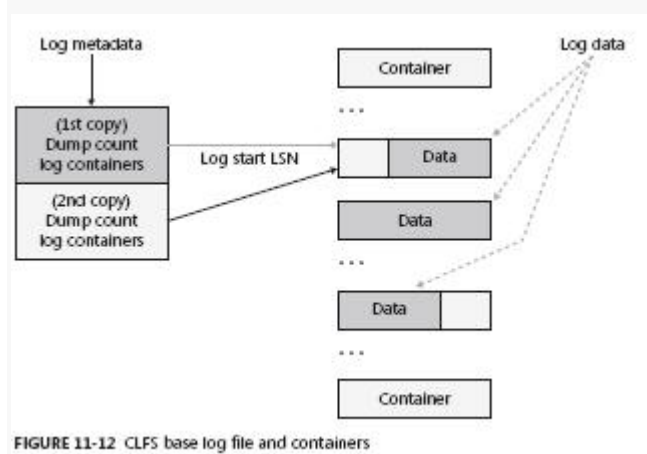 Log metadata
Log data
Container
...
(1st copy)
Dump count
log containers
Log start LSN
Data
(2nd copy)
Dump count
log containers
Data
...
Data
...
Container
FIGURE 11-12 CLFS base log file and containers